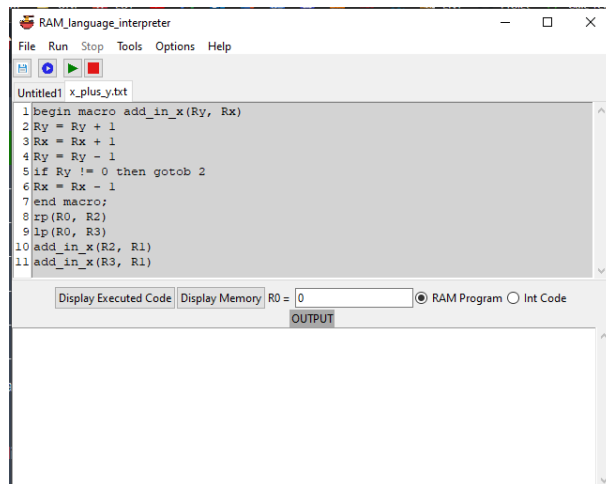 RAM_language_interpreter
File Run Stop Tools Options Help
Untitled1 x_plus_y.txt
1 begin macro add_in_x(Ry, Rx)
2 Ry = Ry + 1
3 Rx = Rx + 1
4 Ry = Ry - 1
5 if Ry != 0 then gotob 2
6 Rx = Rx - 1
7 end macro;
8 rp(R0, R2)
9 lp(R0, R3)
10 add_in_x(R2, R1)
11 add_in_x(R3, R1)
Display Executed Code Display Memory R0 = 0 RAM Program Int Code
OUTPUT